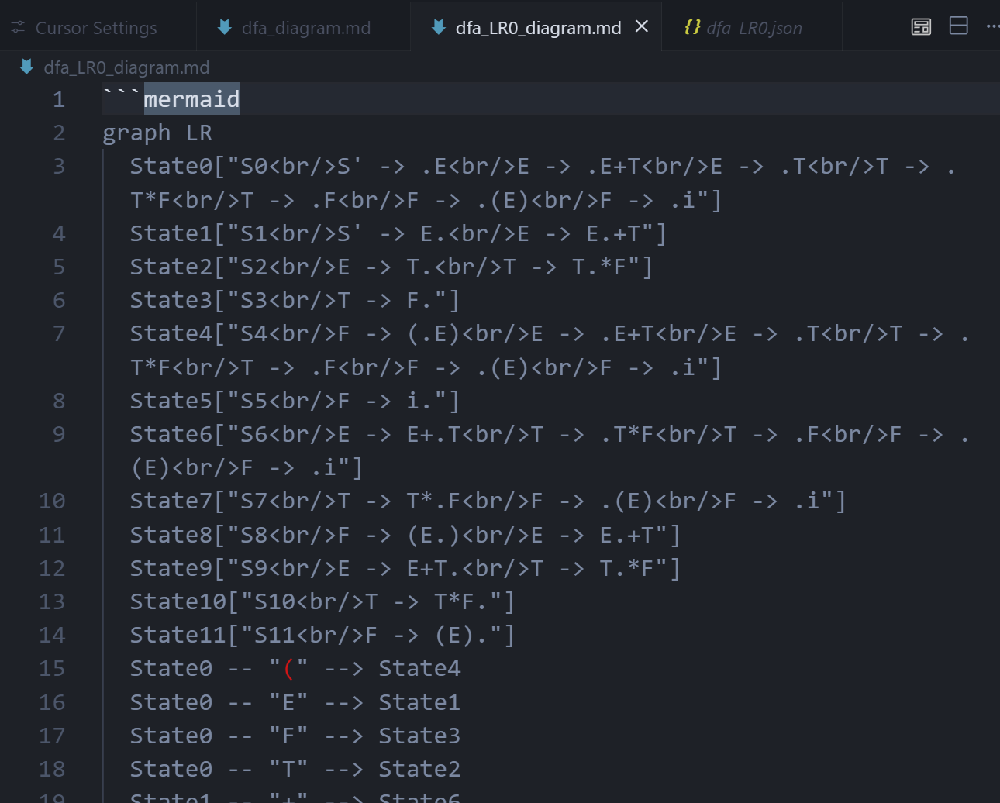 Cursor Settings
dfa_diagram.md
dfa_LR0_diagram.md
{} dfa_LR0.json
dfa_LR0_diagram.md
1 ```mermaid
2 graph LR
3 State0["S0<br/>S' -> .E<br/>E -> .E+T<br/>E -> .T<br/>T -> .
T*F<br/>T -> .F<br/>F -> .(E)<br/>F -> .i"]
4 State1["S1<br/>S' -> E.<br/>E -> E.+T"]
5 State2["S2<br/>E -> T.<br/>T -> T.*F"]
6 State3["S3<br/>T -> F."]
7 State4["S4<br/>F -> (.E)<br/>E -> .E+T<br/>E -> .T<br/>T -> .
T*F<br/>T -> .F<br/>F -> .(E)<br/>F -> .i"]
8 State5["S5<br/>F -> i."]
9 State6["S6<br/>E -> E+.T<br/>T -> .T*F<br/>T -> .F<br/>F -> .
(E)<br/>F -> .i"]
10 State7["S7<br/>T -> T*.F<br/>F -> .(E)<br/>F -> .i"]
11 State8["S8<br/>F -> (E.)<br/>E -> E.+T"]
12 State9["S9<br/>E -> E+T.<br/>T -> T.*F"]
13 State10["S10<br/>T -> T*F."]
14 State11["S11<br/>F -> (E)."]
15 State0 -- "(" --> State4
16 State0 -- "E" --> State1
17 State0 -- "F" --> State3
18 State0 -- "T" --> State2
19 State1 -- "+" --> State6